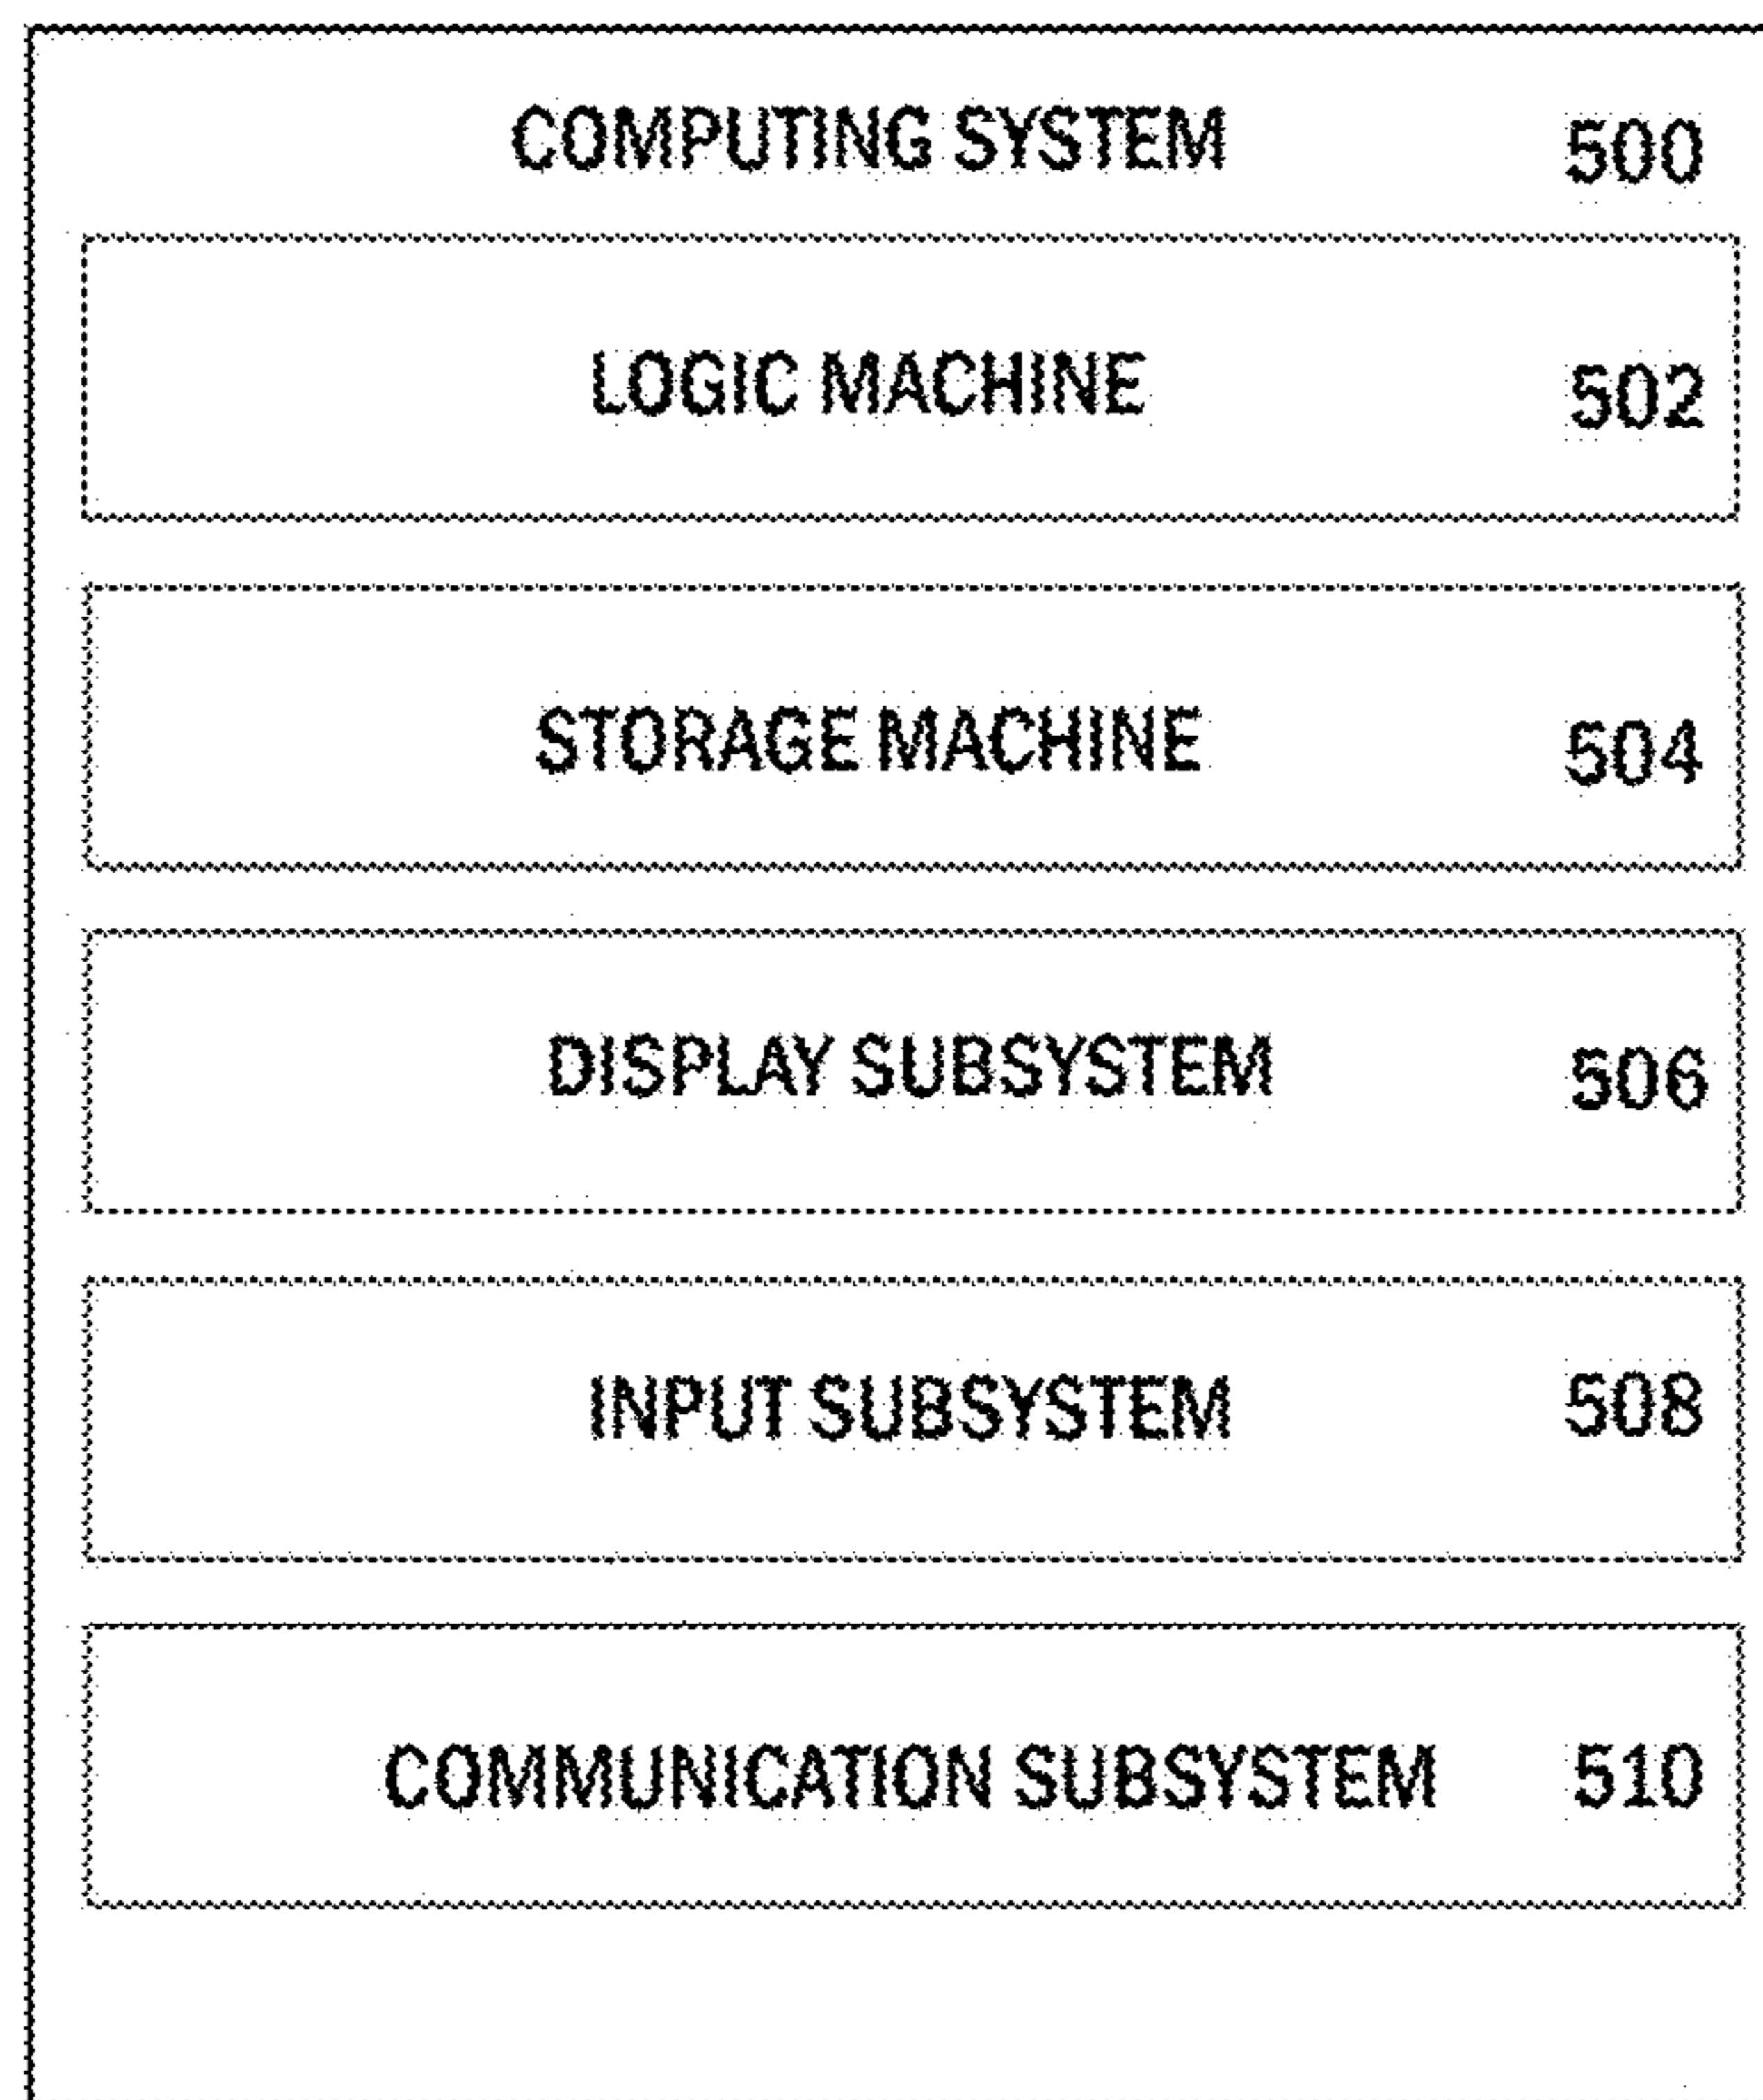 COMPUTING SYSTEM 500
LOGIC MACHINE 502
STORAGE MACHINE 504
DISPLAY SUBSYSTEM 506
INPUT SUBSYSTEM 508
COMMUNICATION SUBSYSTEM 510